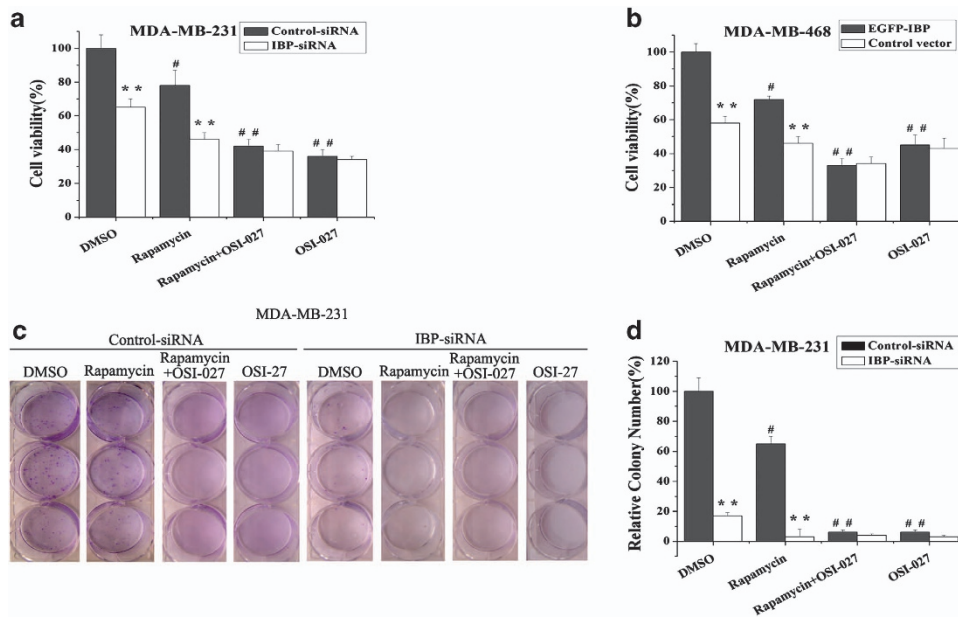 a
MDA-MB-231
Control-siRNA
IBP-siRNA
Cell viability(%)
100
80
60
40
20
0
* *
#
* *
# #
# #
DMSO
Rapamycin
Rapamycin+OSI-027
OSI-027
b
MDA-MB-468
EGFP-IBP
Control vector
Cell viability(%)
100
80
60
40
20
0
* *
#
* *
# #
# #
DMSO
Rapamycin
Rapamycin+OSI-027
OSI-027
c
MDA-MB-231
Control-siRNA
IBP-siRNA
DMSO
Rapamycin
Rapamycin
+OSI-027
OSI-27
DMSO
Rapamycin
Rapamycin
+OSI-027
OSI-27
d
MDA-MB-231
Control-siRNA
IBP-siRNA
Relative Colony Number(%)
120
100
80
60
40
20
0
* *
#
* *
# #
# #
DMSO
Rapamycin
Rapamycin+OSI-027
OSI-027